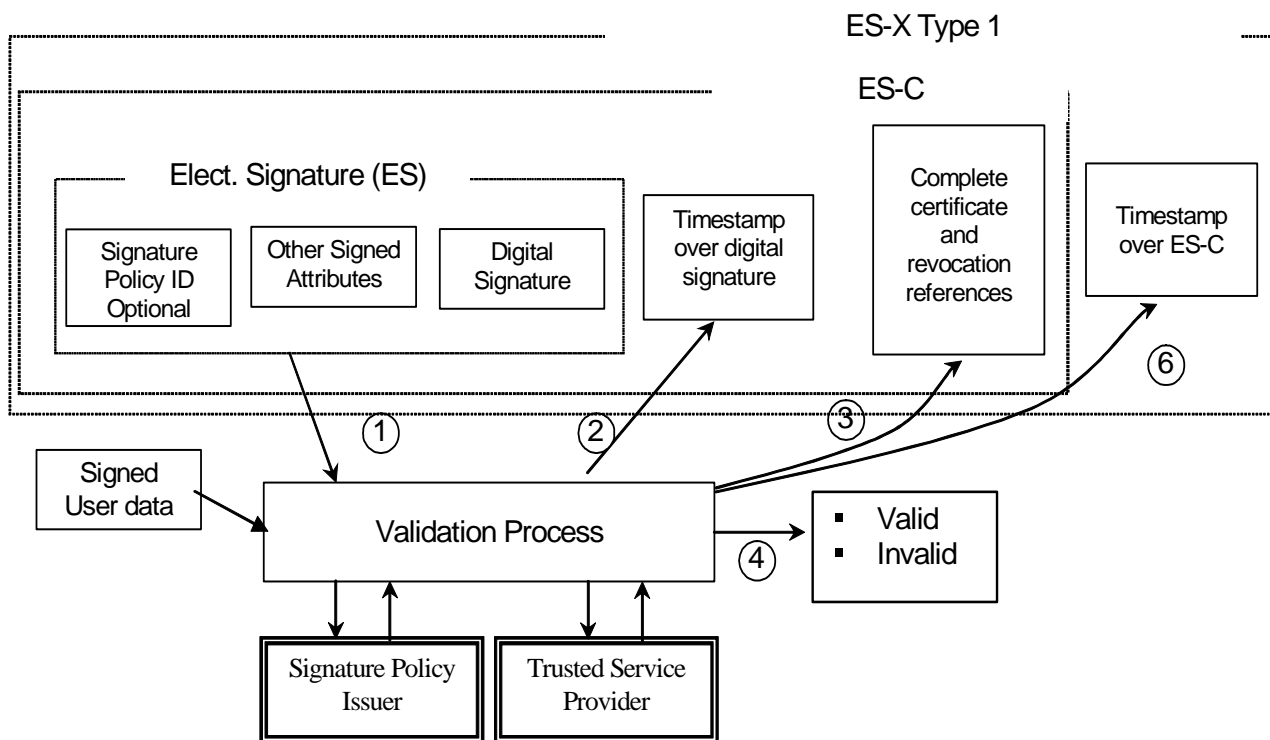 ES-X Type 1
ES-C
Elect. Signature (ES)
Signature
Policy ID
Optional
Other Signed
Attributes
Digital
Signature
Timestamp
over digital
signature
Complete
certificate
and
revocation
references
Timestamp
over ES-C
1
2
3
6
Signed
User data
Validation Process
4
▪ Valid
▪ Invalid
Signature Policy
Issuer
Trusted Service
Provider